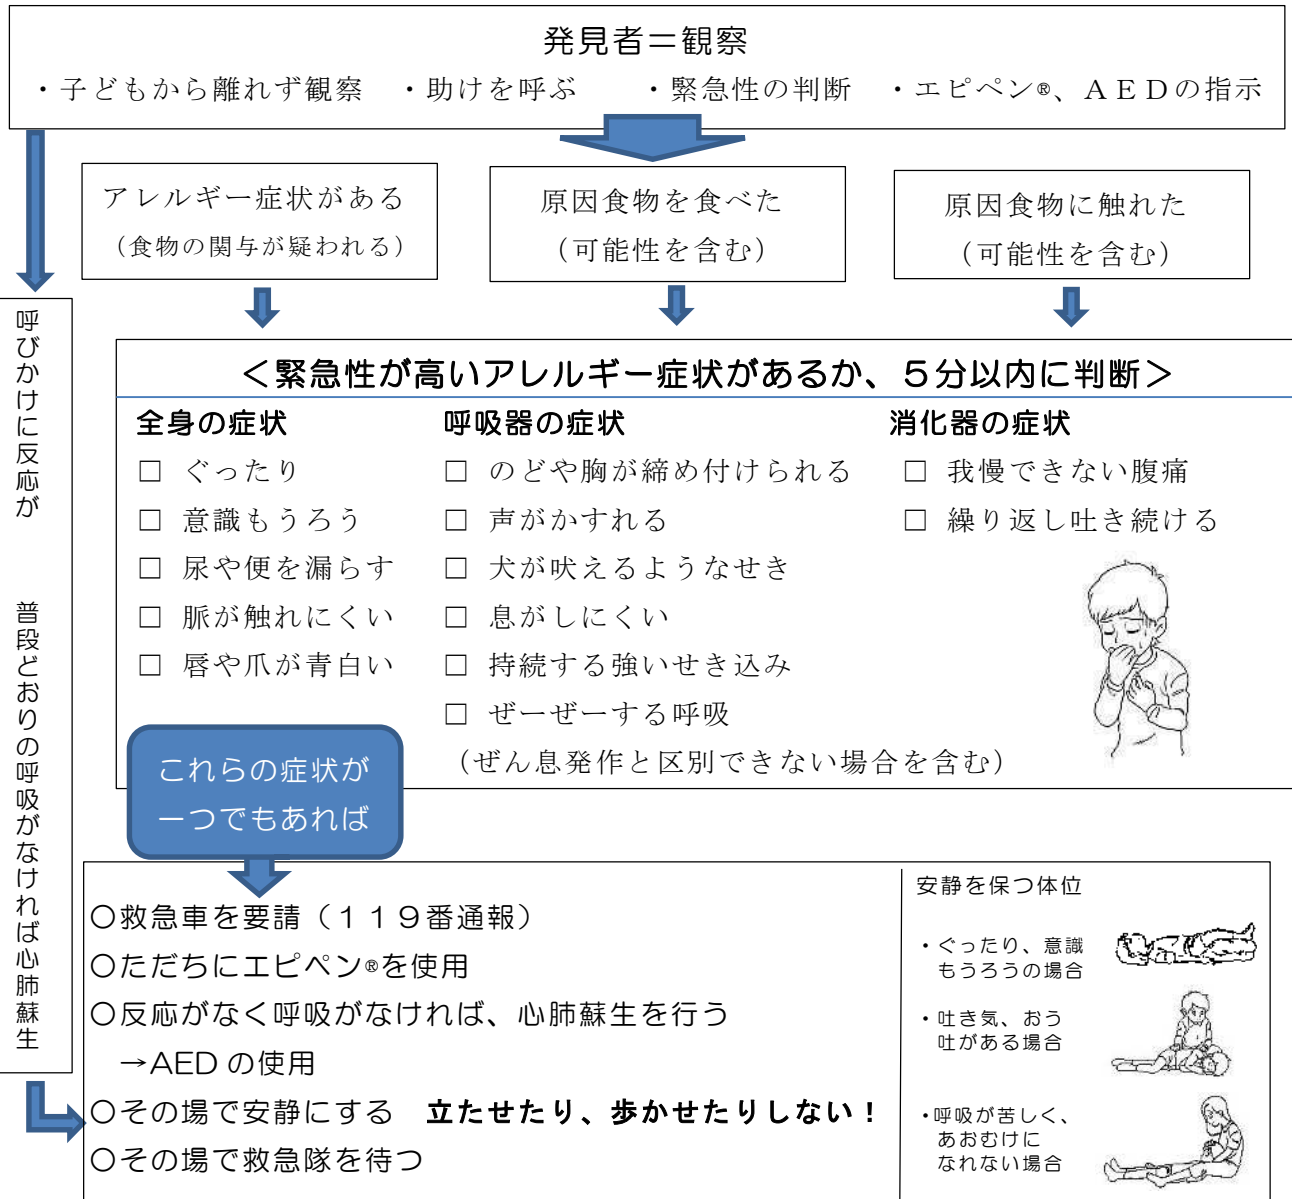 発見者＝観察
・子どもから離れず観察　・助けを呼ぶ　・緊急性の判断　・エピペン®、ＡＥＤの指示
アレルギー症状がある
（食物の関与が疑われる）
原因食物を食べた
（可能性を含む）
原因食物に触れた
（可能性を含む）
呼びかけに反応が　普段どおりの呼吸がなければ心肺蘇生
＜緊急性が高いアレルギー症状があるか、５分以内に判断＞
全身の症状
□ ぐったり
□ 意識もうろう
□ 尿や便を漏らす
□ 脈が触れにくい
□ 唇や爪が青白い
呼吸器の症状
□ のどや胸が締め付けられる
□ 声がかすれる
□ 犬が吠えるようなせき
□ 息がしにくい
□ 持続する強いせき込み
□ ぜーぜーする呼吸
（ぜん息発作と区別できない場合を含む）
消化器の症状
□ 我慢できない腹痛
□ 繰り返し吐き続ける
これらの症状が
一つでもあれば
〇救急車を要請（１１９番通報）
〇ただちにエピペン®を使用
〇反応がなく呼吸がなければ、心肺蘇生を行う
→AEDの使用
〇その場で安静にする　立たせたり、歩かせたりしない！
〇その場で救急隊を待つ
安静を保つ体位
・ぐったり、意識
もうろうの場合
・吐き気、おう
吐がある場合
・呼吸が苦しく、
あおむけに
なれない場合